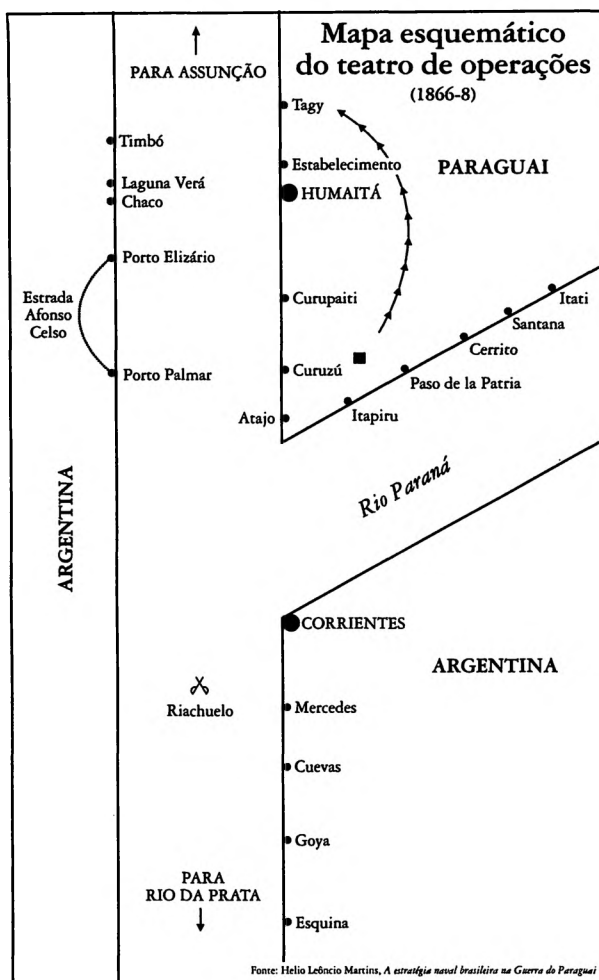 Mapa esquemático
do teatro de operações
(1866-8)
PARA ASSUNÇÃO
Tagy
Timbó
Estabelecimento
PARAGUAI
Laguna Verá
HUMAITÁ
Chaco
Porto Elizário
Itati
Estrada
Afonso
Celso
Curupaiti
Santana
Cerrito
Porto Palmar
Curuzú
Paso de la Patria
Itapiru
Atajo
Rio Paraná
ARGENTINA
CORRIENTES
ARGENTINA
Riachuelo
Mercedes
Cuevas
Goya
PARA
RIO DA PRATA
Esquina
Fonte: Helio Leôncio Martins, A estratégia naval brasileira na Guerra do Paraguai